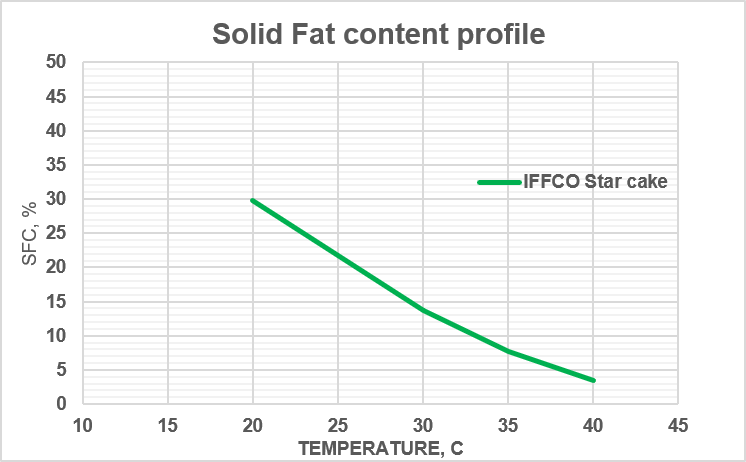 Solid Fat content profile
50
45
40
35
30
25
20
15
10
5
0
SFC, %
IFFCO Star cake
10 15 20 25 30 35 40 45
TEMPERATURE, C